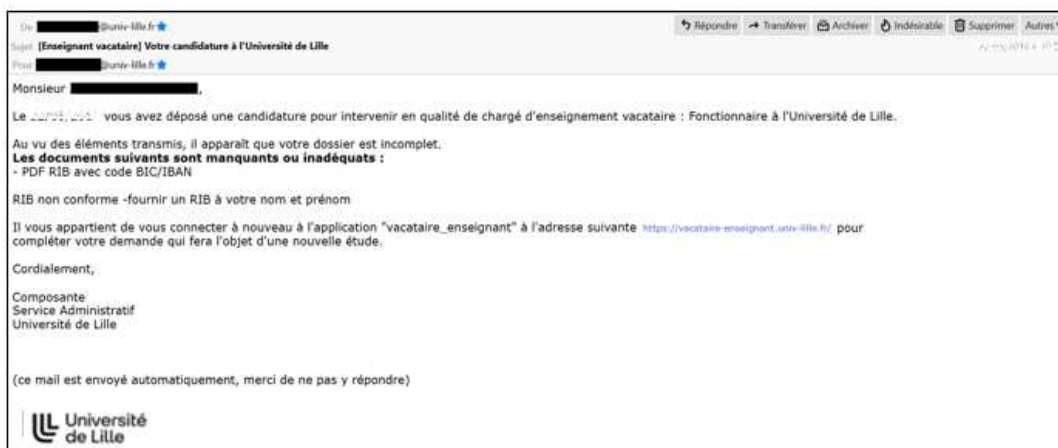 De @univ-lille.fr
Répondre Transférer Archiver Indésirable Supprimer Autres
Sujet [Enseignant vacataire] Votre candidature à l'Université de Lille
Pour @univ-lille.fr
Monsieur ,
Le vous avez déposé une candidature pour intervenir en qualité de chargé d'enseignement vacataire : Fonctionnaire à l'Université de Lille.
Au vu des éléments transmis, il apparaît que votre dossier est incomplet.
Les documents suivants sont manquants ou inadéquats :
- PDF RIB avec code BIC/IBAN
RIB non conforme -fournir un RIB à votre nom et prénom
Il vous appartient de vous connecter à nouveau à l'application "vacataire_enseignant" à l'adresse suivante https://vacataire-enseignant.univ-lille.fr/ pour
compléter votre demande qui fera l'objet d'une nouvelle étude.
Cordialement,
Composante
Service Administratif
Université de Lille
(ce mail est envoyé automatiquement, merci de ne pas y répondre)
Université
de Lille